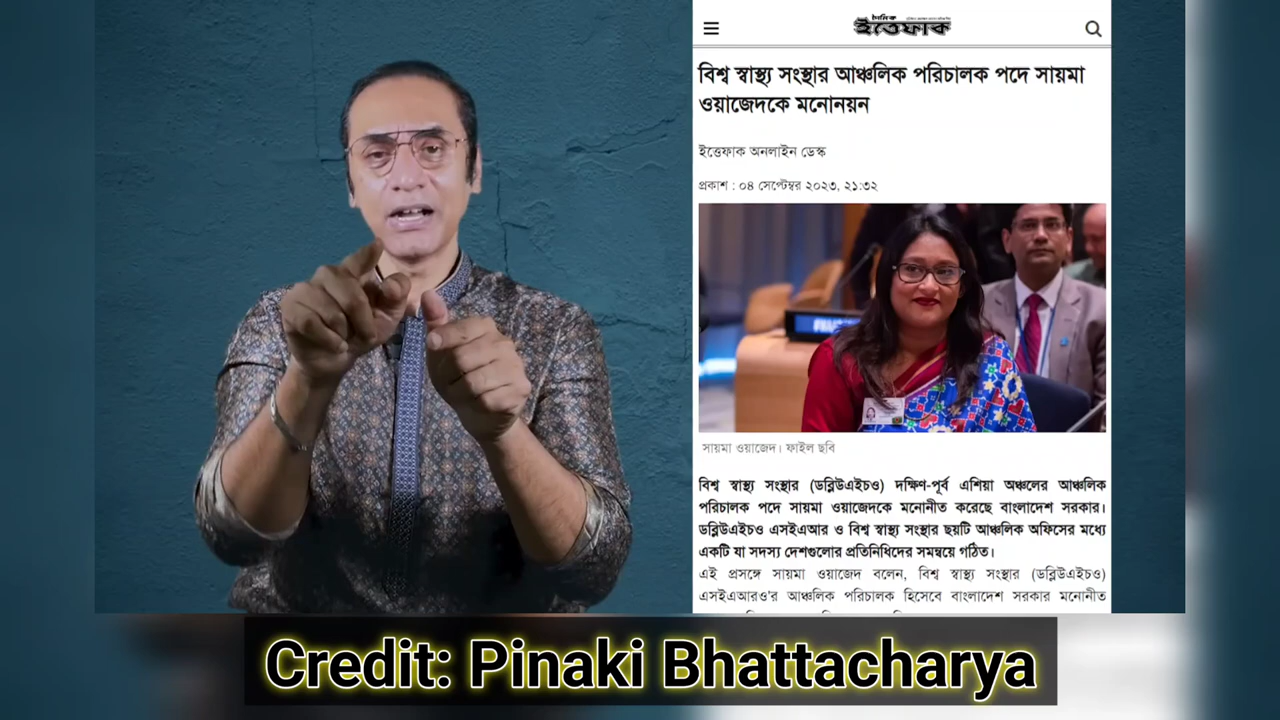 দৈনিক
ইত্তেফাক
বিশ্ব স্বাস্থ্য সংস্থার আঞ্চলিক পরিচালক পদে সায়মা
ওয়াজেদকে মনোনয়ন
ইত্তেফাক অনলাইন ডেস্ক
প্রকাশ : ০৪ সেপ্টেম্বর ২০২৩, ২১:৩২
সায়মা ওয়াজেদ। ফাইল ছবি
বিশ্ব স্বাস্থ্য সংস্থার (ডব্লিউএইচও) দক্ষিণ-পূর্ব এশিয়া অঞ্চলের আঞ্চলিক
পরিচালক পদে সায়মা ওয়াজেদকে মনোনীত করেছে বাংলাদেশ সরকার।
ডব্লিউএইচও এসইএআর ও বিশ্ব স্বাস্থ্য সংস্থার ছয়টি আঞ্চলিক অফিসের মধ্যে
একটি যা সদস্য দেশগুলোর প্রতিনিধিদের সমন্বয়ে গঠিত।
এই প্রসঙ্গে সায়মা ওয়াজেদ বলেন, বিশ্ব স্বাস্থ্য সংস্থার (ডব্লিউএইচও)
এসইএআরও'র আঞ্চলিক পরিচালক হিসেবে বাংলাদেশ সরকার মনোনীত
Credit: Pinaki Bhattacharya